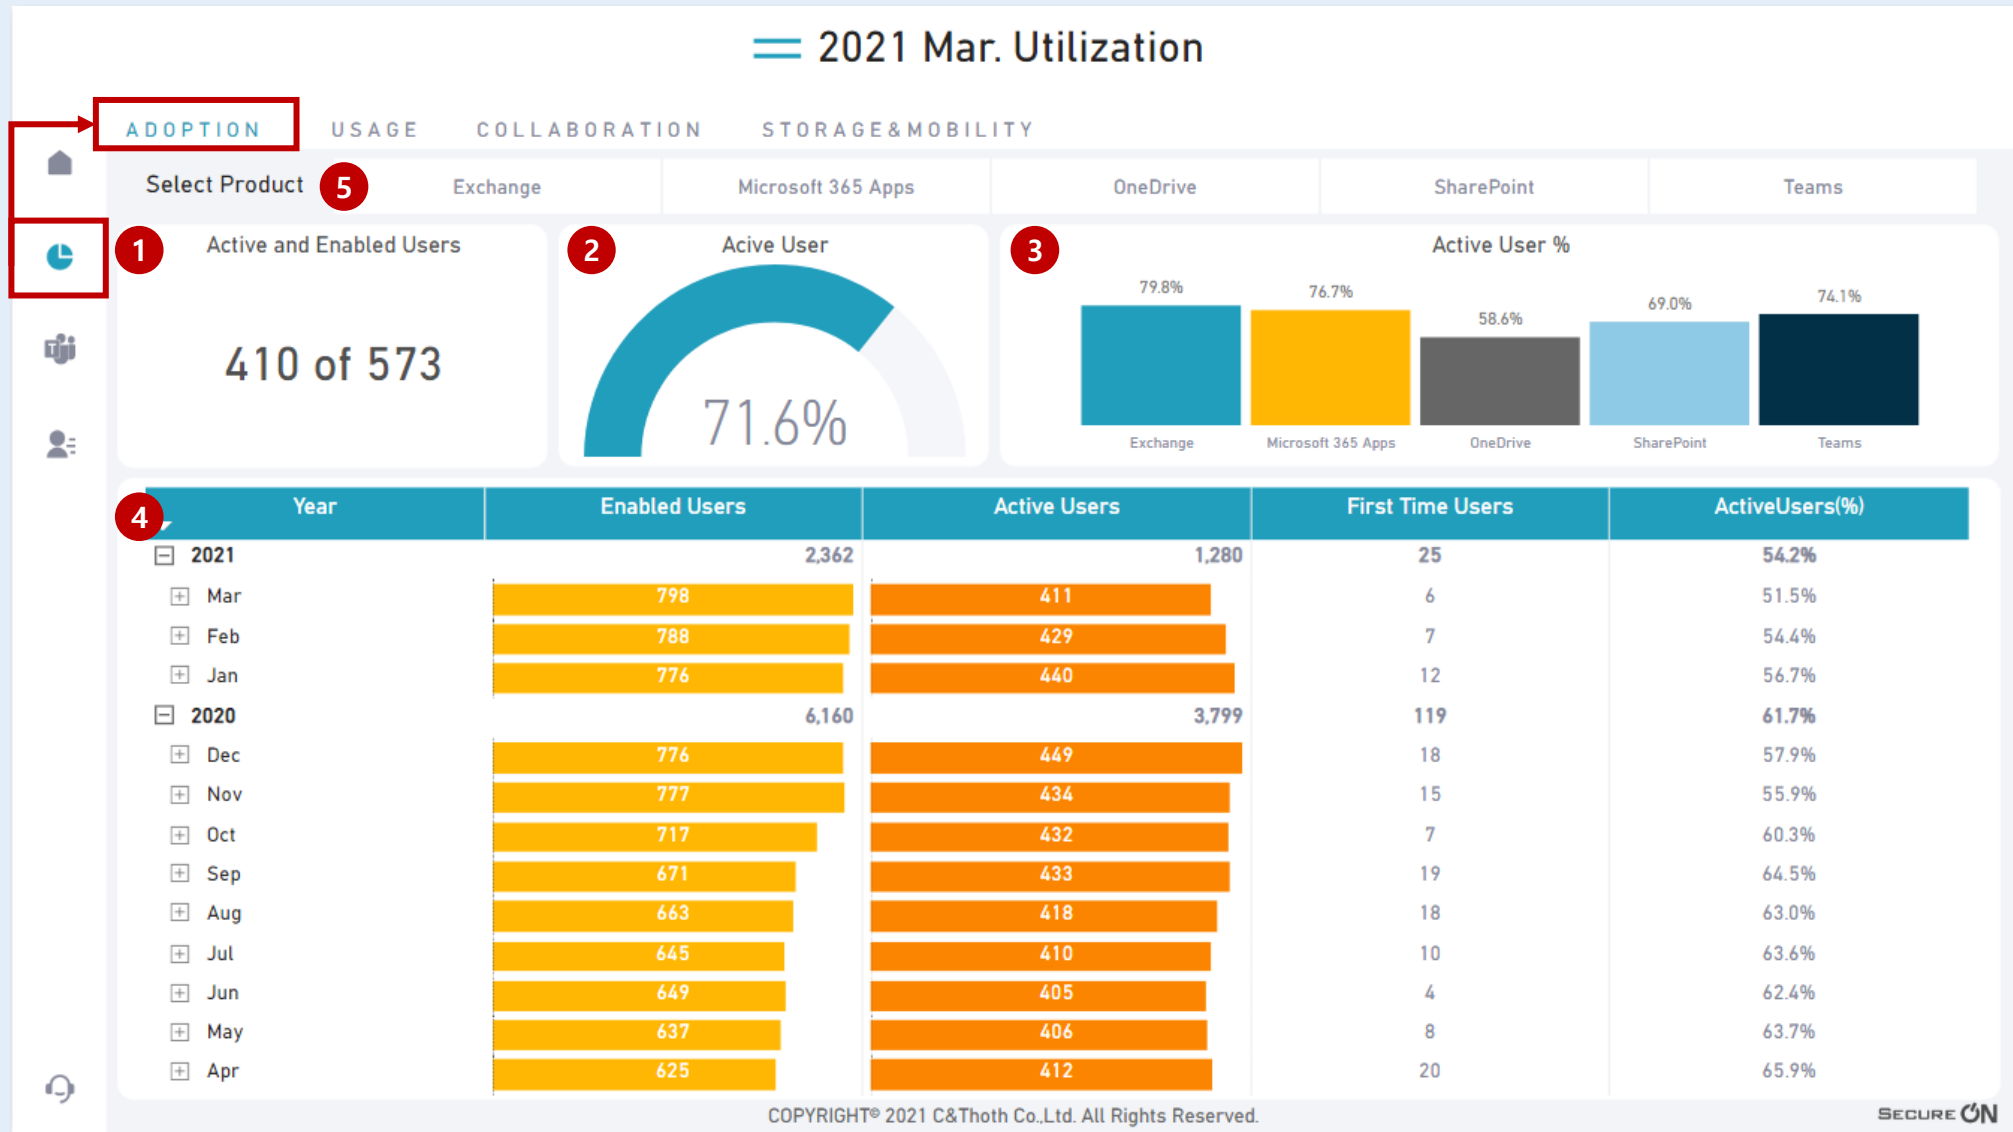 2021 Mar. Utilization
ADOPTION USAGE COLLABORATION STORAGE&MOBILITY
Select Product 5 Exchange Microsoft 365 Apps OneDrive SharePoint Teams
1 Active and Enabled Users
410 of 573
2 Acive User
71.6%
3 Active User %
79.8% 76.7% 58.6% 69.0% 74.1%
Exchange Microsoft 365 Apps OneDrive SharePoint Teams
4 Year Enabled Users Active Users First Time Users ActiveUsers(%)
2021 2,362 1,280 25 54.2%
Mar 798 411 6 51.5%
Feb 788 429 7 54.4%
Jan 776 440 12 56.7%
2020 6,160 3,799 119 61.7%
Dec 776 449 18 57.9%
Nov 777 434 15 55.9%
Oct 717 432 7 60.3%
Sep 671 433 19 64.5%
Aug 663 418 18 63.0%
Jul 645 410 10 63.6%
Jun 649 405 4 62.4%
May 637 406 8 63.7%
Apr 625 412 20 65.9%
COPYRIGHT© 2021 C&Thoth Co.,Ltd. All Rights Reserved.
SECURE ON